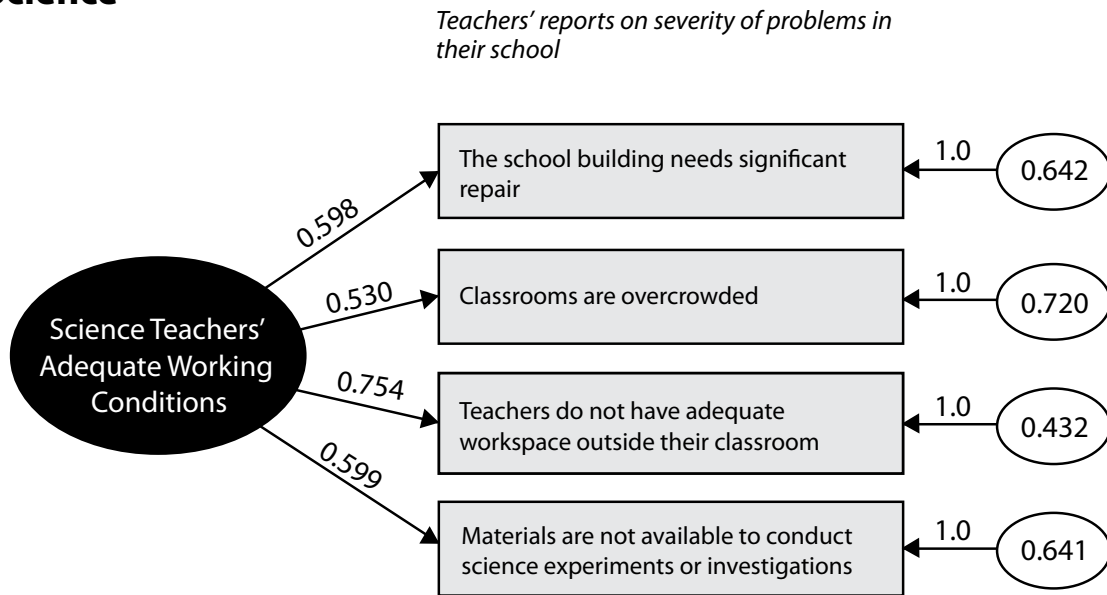 Teachers’ reports on severity of problems in
their school
The school building needs significant
repair
1.0
0.642
0.598
Classrooms are overcrowded
1.0
0.720
0.530
Science Teachers’
Adequate Working
Conditions
0.754
Teachers do not have adequate
workspace outside their classroom
1.0
0.432
0.599
Materials are not available to conduct
science experiments or investigations
1.0
0.641